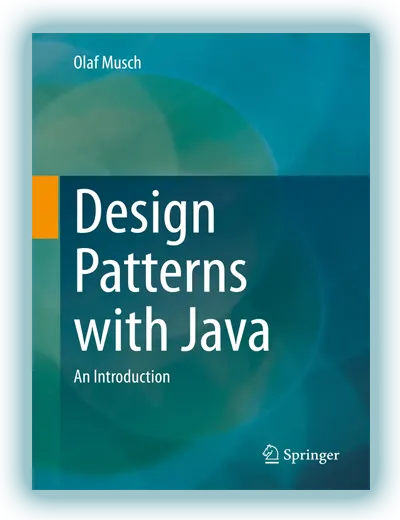 Olaf Musch
Design
Patterns
with Java
An Introduction
Springer